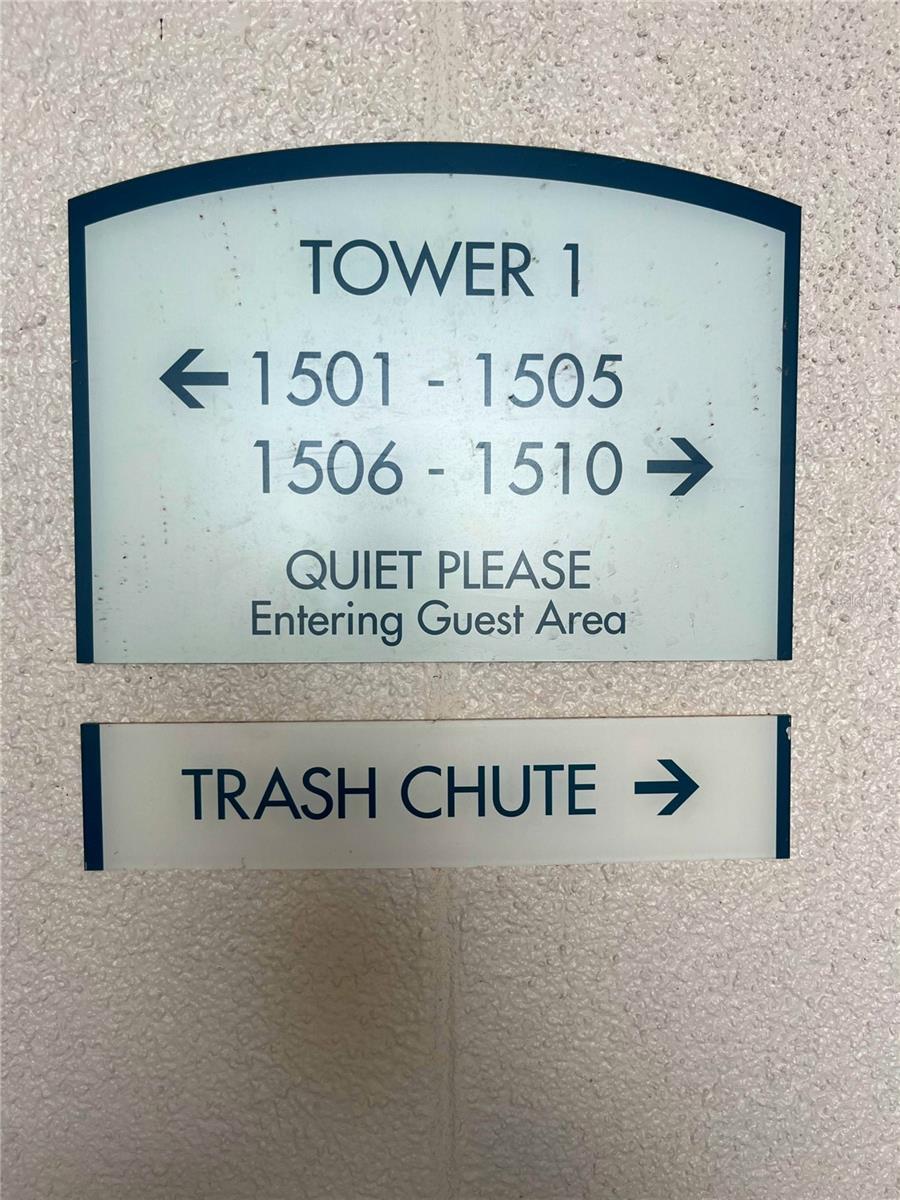 TOWER 1
← 1501 - 1505
1506 - 1510 →
QUIET PLEASE
Entering Guest Area
TRASH CHUTE →